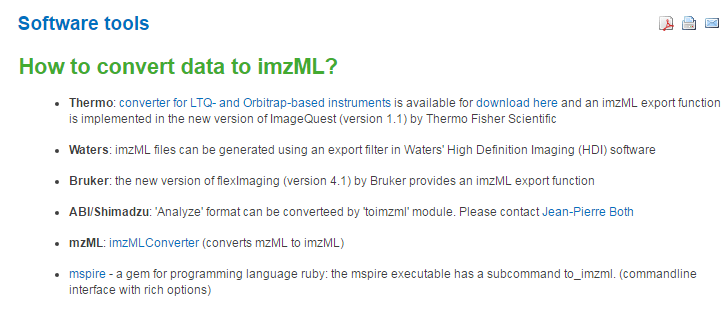 Software tools
How to convert data to imzML?
• Thermo: converter for LTQ- and Orbitrap-based instruments is available for download here and an imzML export function
is implemented in the new version of ImageQuest (version 1.1) by Thermo Fisher Scientific
• Waters: imzML files can be generated using an export filter in Waters' High Definition Imaging (HDI) software
• Bruker: the new version of flexImaging (version 4.1) by Bruker provides an imzML export function
• ABI/Shimadzu: 'Analyze' format can be converteed by 'toimzml' module. Please contact Jean-Pierre Both
• mzML: imzMLConverter (converts mzML to imzML)
• mspire - a gem for programming language ruby: the mspire executable has a subcommand to_imzml. (commandline
interface with rich options)